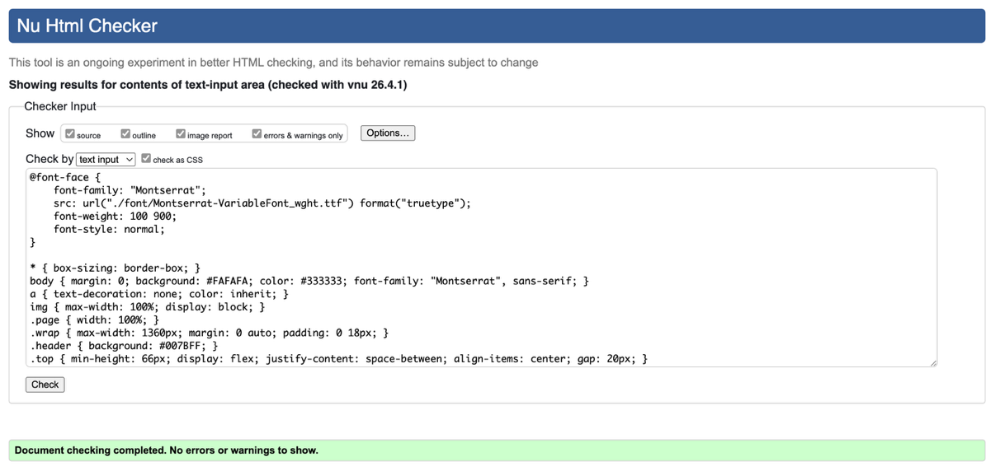 Nu Html Checker
This tool is an ongoing experiment in better HTML checking, and its behavior remains subject to change
Showing results for contents of text-input area (checked with vnu 26.4.1)
Checker Input
Show source outline image report errors & warnings only Options...
Check by text input check as CSS
@font-face {
    font-family: "Montserrat";
    src: url("./font/Montserrat-VariableFont_wght.ttf") format("truetype");
    font-weight: 100 900;
    font-style: normal;
}
* { box-sizing: border-box; }
body { margin: 0; background: #FAFAFA; color: #333333; font-family: "Montserrat", sans-serif; }
a { text-decoration: none; color: inherit; }
img { max-width: 100%; display: block; }
.page { width: 100%; }
.wrap { max-width: 1360px; margin: 0 auto; padding: 0 18px; }
.header { background: #007BFF; }
.top { min-height: 66px; display: flex; justify-content: space-between; align-items: center; gap: 20px; }
Check
Document checking completed. No errors or warnings to show.